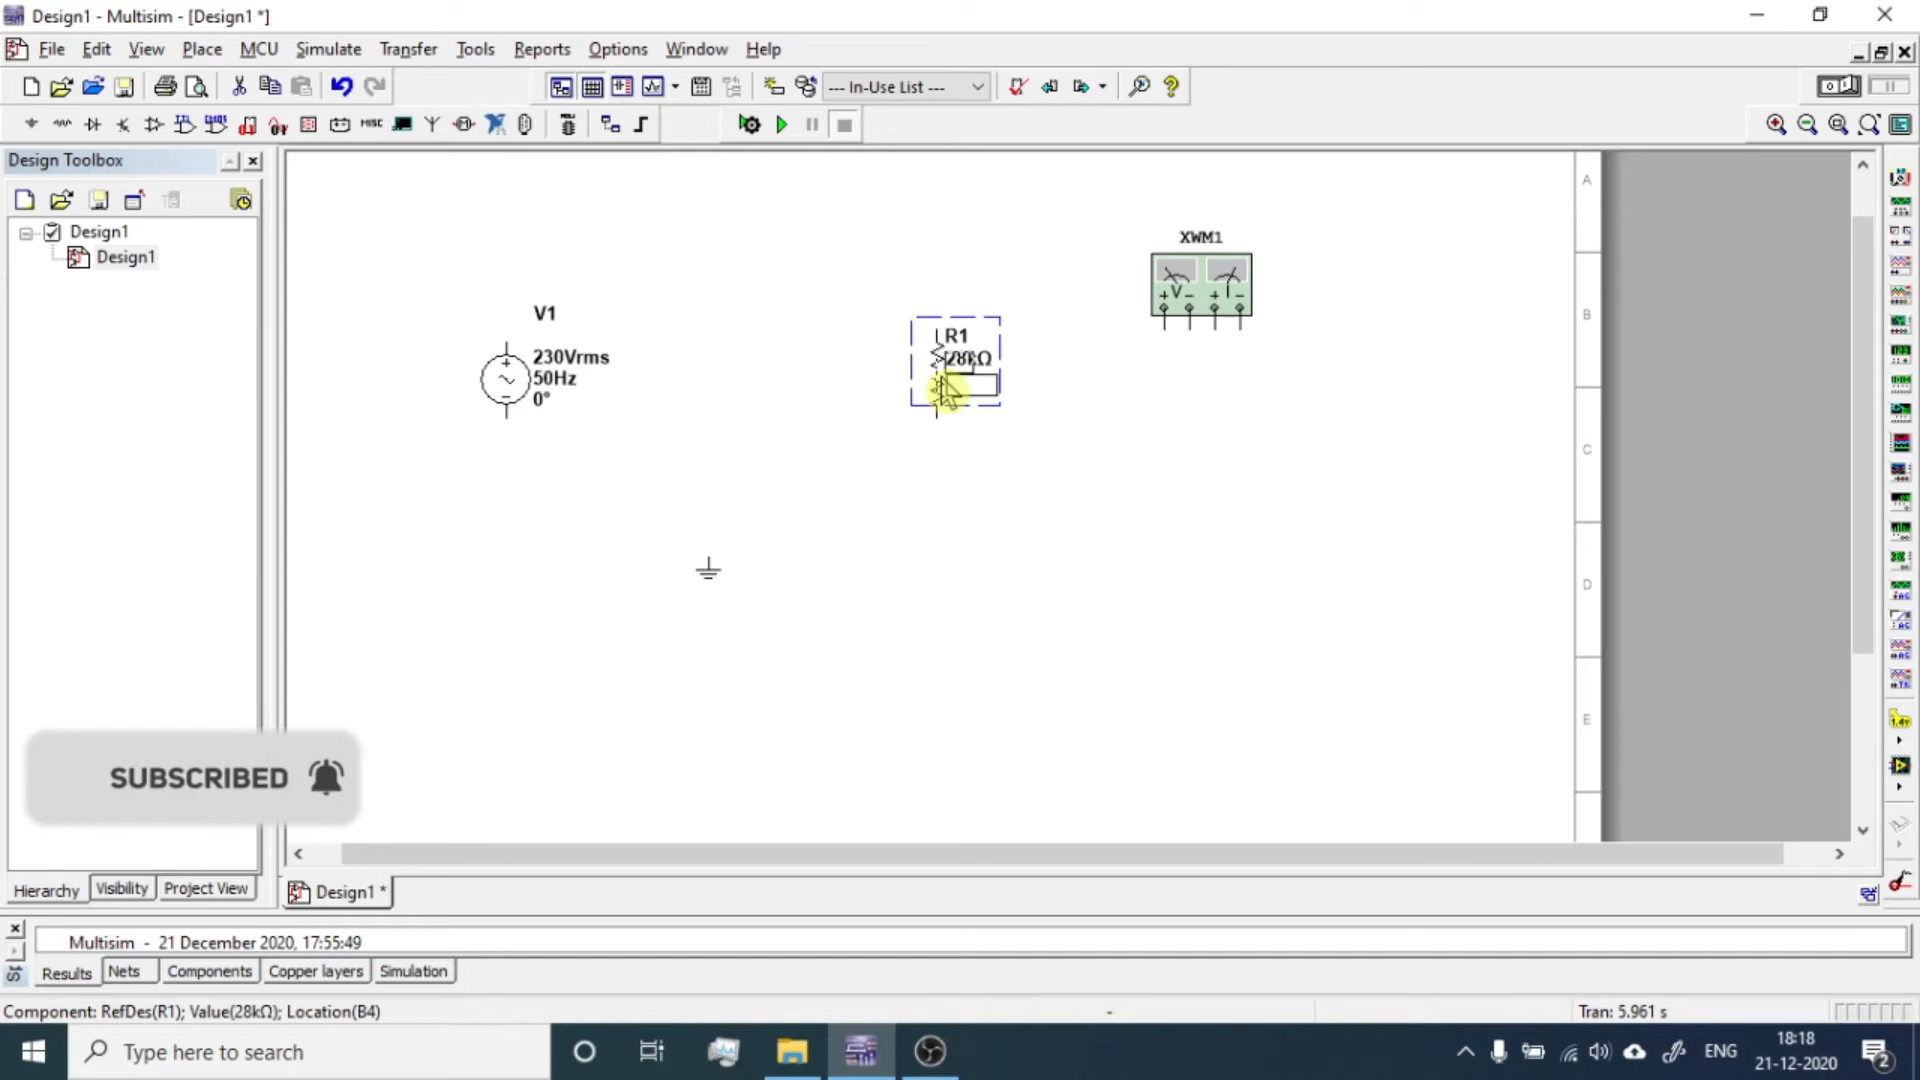 Design1 - Multisim - [Design1 *]
File Edit View Place MCU Simulate Transfer Tools Reports Options Window Help
--- In-Use List ---
MISC
Design Toolbox
Design1
Design1
A
B
C
D
E
XWM1
V
I
V1
230Vrms
50Hz
0°
R1
28kΩ
SUBSCRIBED
Hierarchy Visibility Project View
Design1 *
Multisim - 21 December 2020, 17:55:49
Results Nets Components Copper layers Simulation
Component: RefDes(R1); Value(28kΩ); Location(B4)
-
Tran: 5.961 s
Type here to search
ENG
18:18
21-12-2020
2